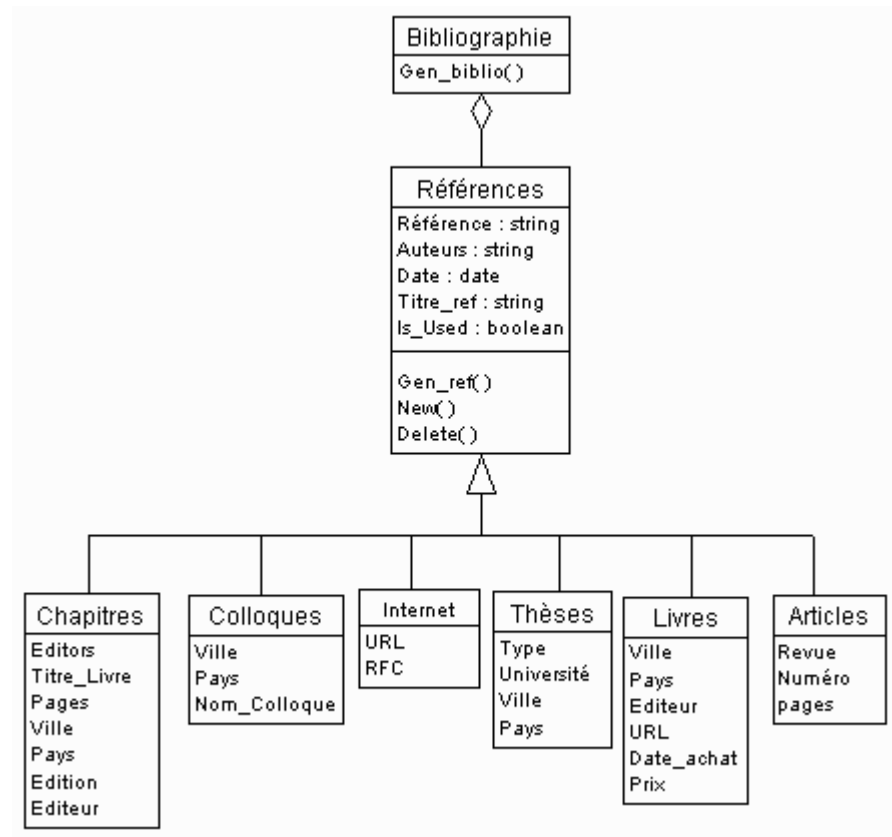 Bibliographie
Gen_biblio()
Références
Référence : string
Auteurs : string
Date : date
Titre_ref : string
Is_Used : boolean
Gen_ref()
New()
Delete()
Chapitres
Editors
Titre_Livre
Pages
Ville
Pays
Edition
Editeur
Colloques
Ville
Pays
Nom_Colloque
Internet
URL
RFC
Thèses
Type
Université
Ville
Pays
Livres
Ville
Pays
Editeur
URL
Date_achat
Prix
Articles
Revue
Numéro
pages